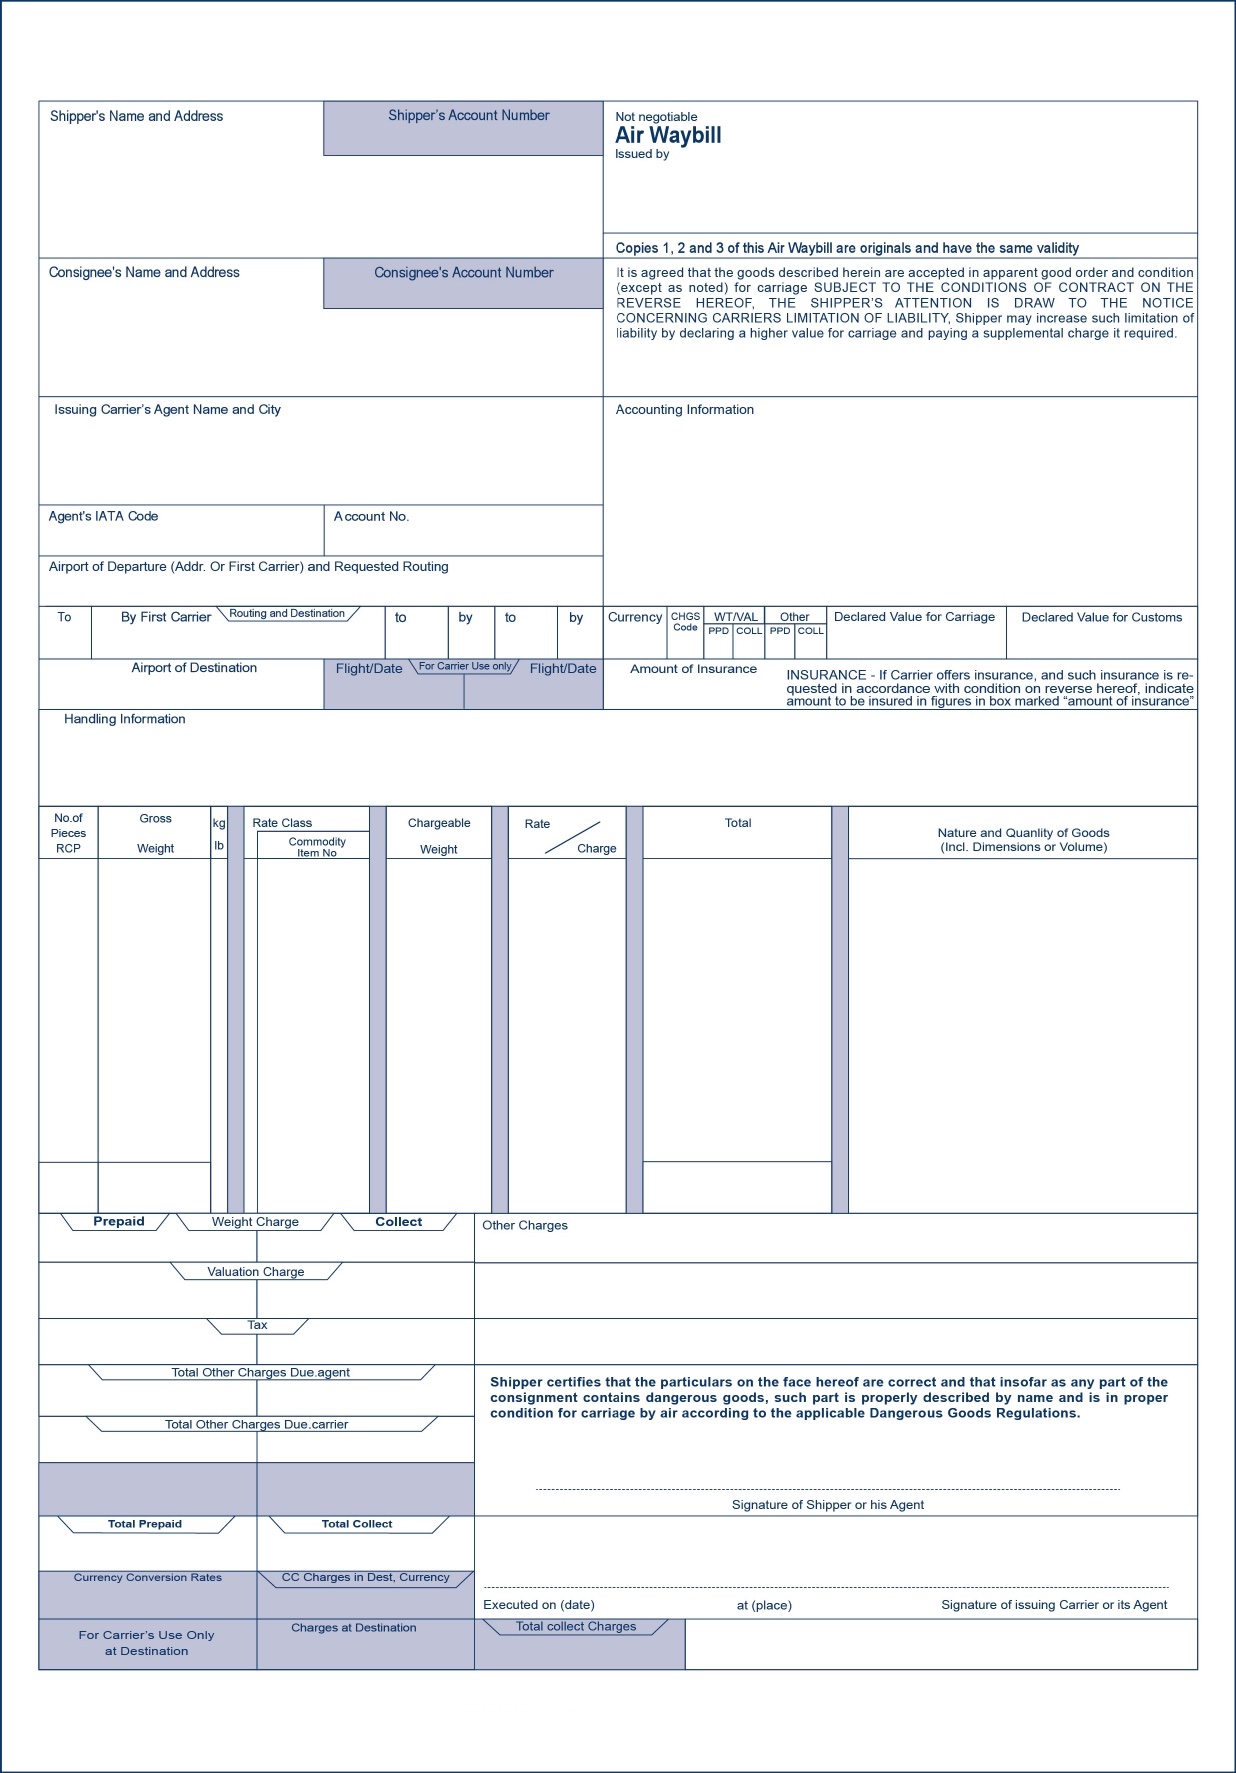 Shipper's Name and Address
Shipper's Account Number
Not negotiable
Air Waybill
Issued by
Copies 1, 2 and 3 of this Air Waybill are originals and have the same validity
Consignee's Name and Address
Consignee's Account Number
It is agreed that the goods described herein are accepted in apparent good order and condition
(except as noted) for carriage SUBJECT TO THE CONDITIONS OF CONTRACT ON THE
REVERSE HEREOF, THE SHIPPER'S ATTENTION IS DRAW TO THE NOTICE
CONCERNING CARRIERS LIMITATION OF LIABILITY, Shipper may increase such limitation of
liability by declaring a higher value for carriage and paying a supplemental charge it required.
Issuing Carrier's Agent Name and City
Accounting Information
Agent's IATA Code
Account No.
Airport of Departure (Addr. Or First Carrier) and Requested Routing
To
By First Carrier
Routing and Destination
to
by
to
by
Currency
CHGS
Code
WT/VAL
PPD
COLL
Other
PPD
COLL
Declared Value for Carriage
Declared Value for Customs
Airport of Destination
Flight/Date
For Carrier Use only
Flight/Date
Amount of Insurance
INSURANCE - If Carrier offers insurance, and such insurance is re-
quested in accordance with condition on reverse hereof, indicate
amount to be insured in figures in box marked “amount of insurance”
Handling Information
No.of
Pieces
RCP
Gross
Weight
kg
lb
Rate Class
Commodity
Item No
Chargeable
Weight
Rate
Charge
Total
Nature and Quanlity of Goods
(Incl. Dimensions or Volume)
Prepaid
Weight Charge
Collect
Other Charges
Valuation Charge
Tax
Total Other Charges Due.agent
Shipper certifies that the particulars on the face hereof are correct and that insofar as any part of the
consignment contains dangerous goods, such part is properly described by name and is in proper
condition for carriage by air according to the applicable Dangerous Goods Regulations.
Total Other Charges Due.carrier
Signature of Shipper or his Agent
Total Prepaid
Total Collect
Currency Conversion Rates
CC Charges in Dest, Currency
Executed on (date)
at (place)
Signature of issuing Carrier or its Agent
For Carrier's Use Only
at Destination
Charges at Destination
Total collect Charges